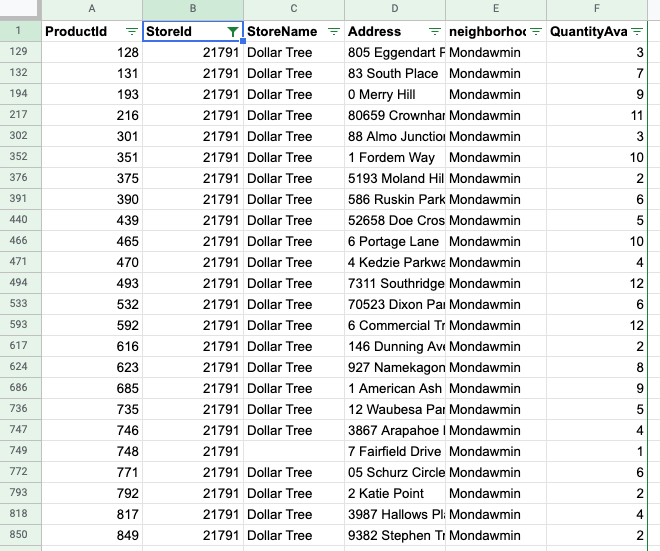 A B C D E F
1 ProductId StoreId StoreName Address neighborhoo QuantityAva
129 128 21791 Dollar Tree 805 Eggendart P Mondawmin 3
132 131 21791 Dollar Tree 83 South Place Mondawmin 7
194 193 21791 Dollar Tree 0 Merry Hill Mondawmin 9
217 216 21791 Dollar Tree 80659 Crownhar Mondawmin 11
302 301 21791 Dollar Tree 88 Almo Junction Mondawmin 3
352 351 21791 Dollar Tree 1 Fordem Way Mondawmin 10
376 375 21791 Dollar Tree 5193 Moland Hil Mondawmin 2
391 390 21791 Dollar Tree 586 Ruskin Park Mondawmin 6
440 439 21791 Dollar Tree 52658 Doe Cros Mondawmin 5
466 465 21791 Dollar Tree 6 Portage Lane Mondawmin 10
471 470 21791 Dollar Tree 4 Kedzie Parkwa Mondawmin 4
494 493 21791 Dollar Tree 7311 Southridge Mondawmin 12
533 532 21791 Dollar Tree 70523 Dixon Par Mondawmin 6
593 592 21791 Dollar Tree 6 Commercial Tr Mondawmin 12
617 616 21791 Dollar Tree 146 Dunning Ave Mondawmin 2
624 623 21791 Dollar Tree 927 Namekagon Mondawmin 8
686 685 21791 Dollar Tree 1 American Ash Mondawmin 9
736 735 21791 Dollar Tree 12 Waubesa Par Mondawmin 5
747 746 21791 Dollar Tree 3867 Arapahoe Mondawmin 4
749 748 21791 7 Fairfield Drive Mondawmin 1
772 771 21791 Dollar Tree 05 Schurz Circle Mondawmin 6
793 792 21791 Dollar Tree 2 Katie Point Mondawmin 2
818 817 21791 Dollar Tree 3987 Hallows Pl Mondawmin 4
850 849 21791 Dollar Tree 9382 Stephen Tr Mondawmin 2